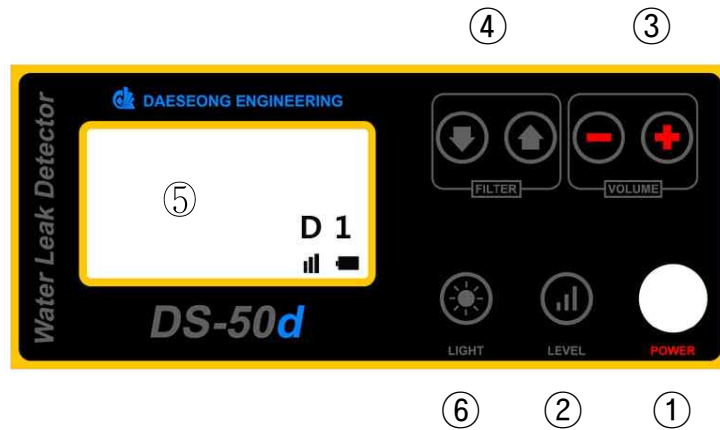 ④ ③
DAESEONG ENGINEERING
Water Leak Detector
⑤
D 1
FILTER
VOLUME
DS-50d
LIGHT
LEVEL
POWER
⑥ ② ①